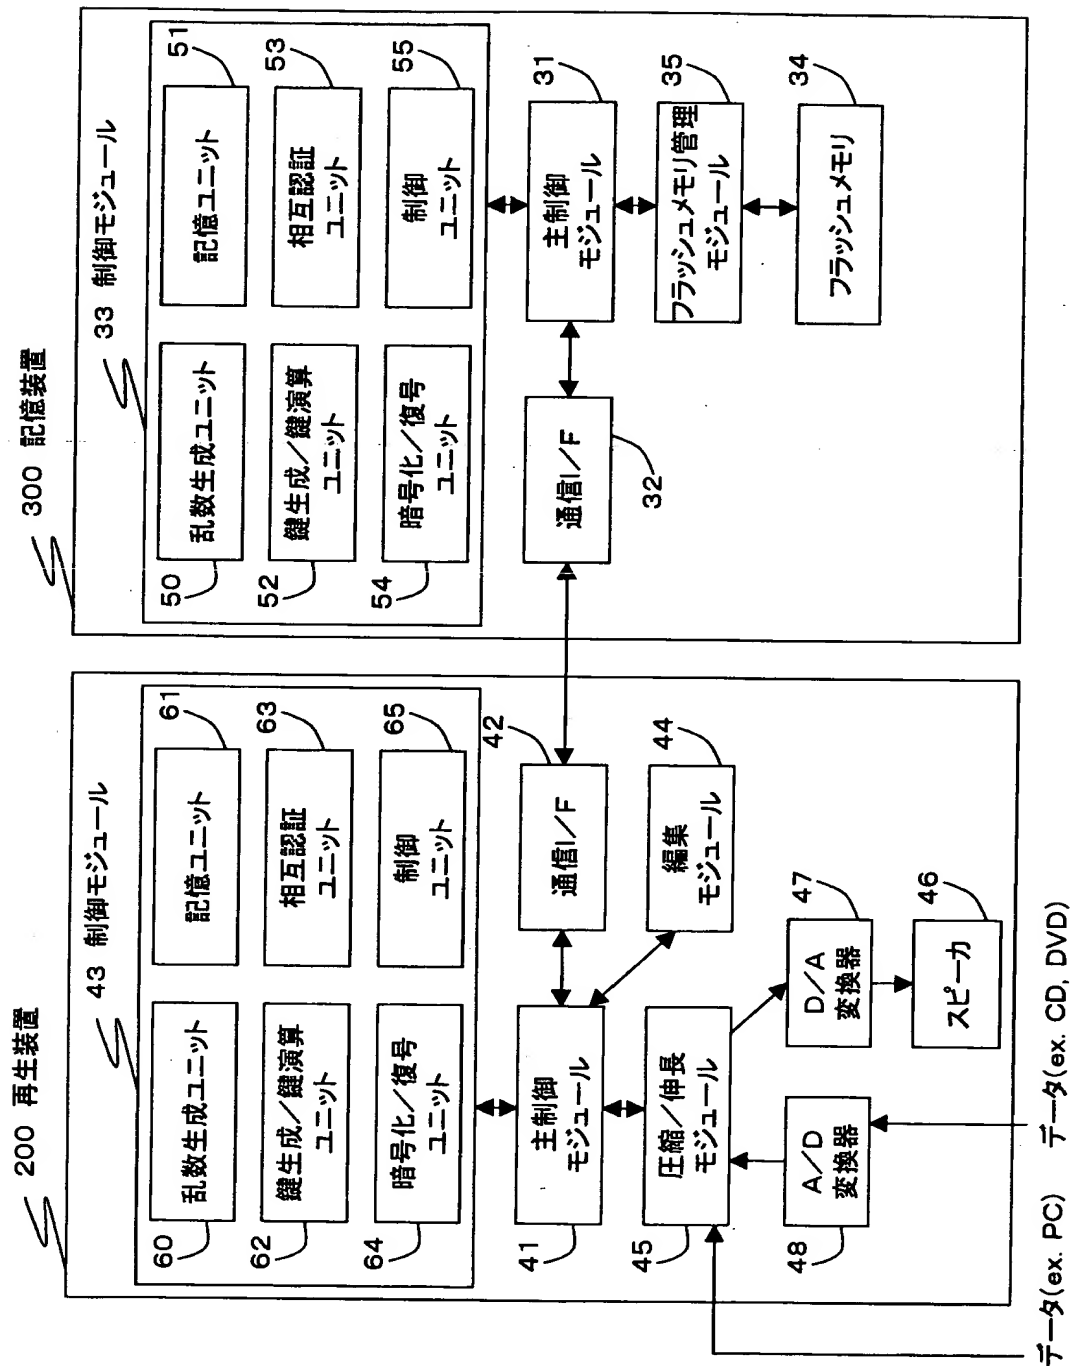 200 再生装置
43 制御モジュール
60
乱数生成ユニット
61
記憶ユニット
62
鍵生成／鍵演算
ユニット
63
相互認証
ユニット
64
暗号化／復号
ユニット
65
制御
ユニット
41
主制御
モジュール
42
通信I／F
45
圧縮／伸長
モジュール
44
編集
モジュール
48
A／D
変換器
47
D／A
変換器
46
スピーカ
データ(ex. PC)
データ(ex. CD, DVD)
300 記憶装置
33 制御モジュール
50
乱数生成ユニット
51
記憶ユニット
52
鍵生成／鍵演算
ユニット
53
相互認証
ユニット
54
暗号化／復号
ユニット
55
制御
ユニット
32
通信I／F
31
主制御
モジュール
35
フラッシュメモリ管理
モジュール
34
フラッシュメモリ